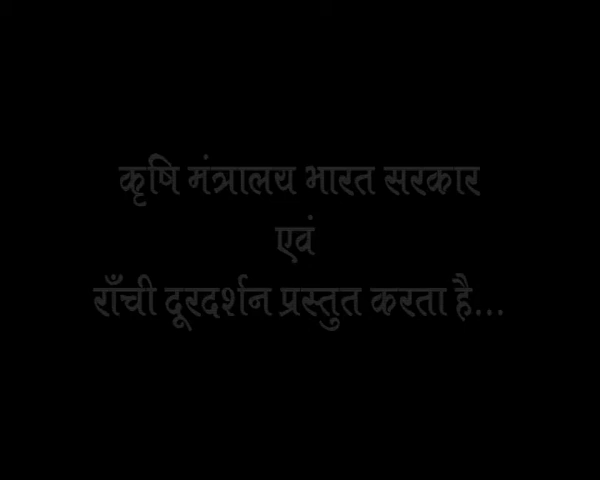 कृषि मंत्रालय भारत सरकार
एवं
राँची दूरदर्शन प्रस्तुत करता है...